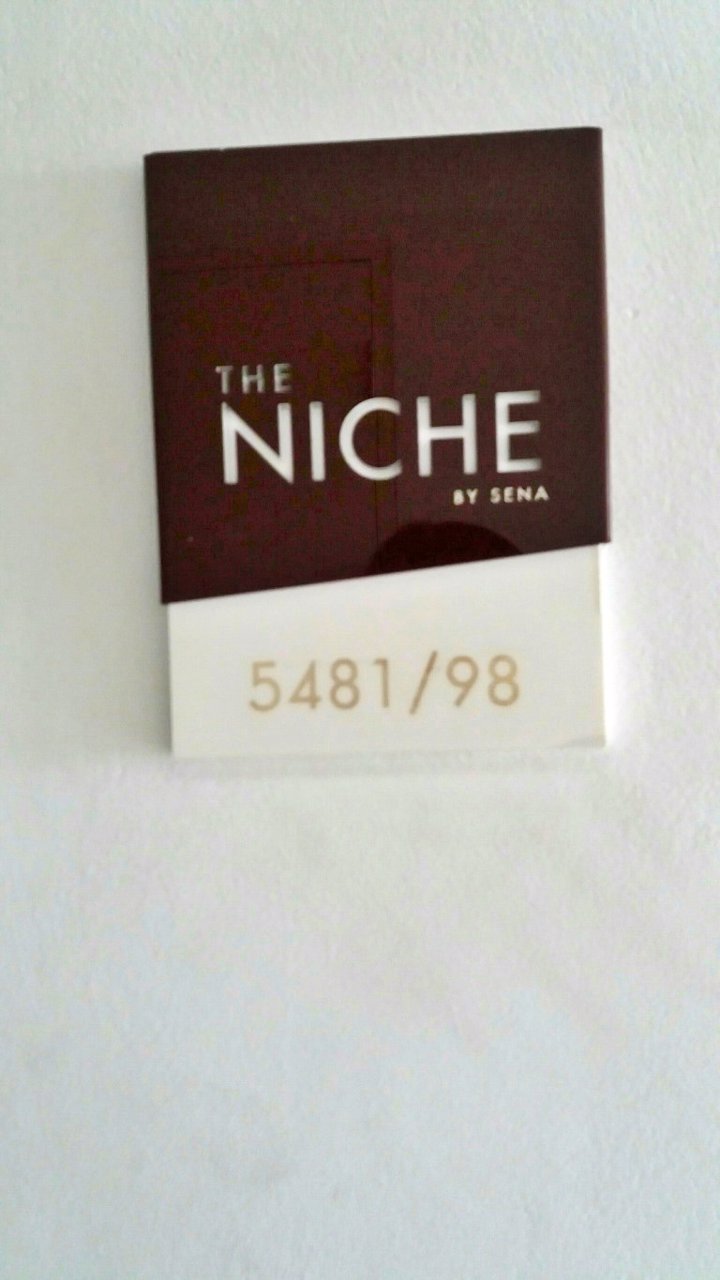 THE
NICHE
BY SENA
5481/98